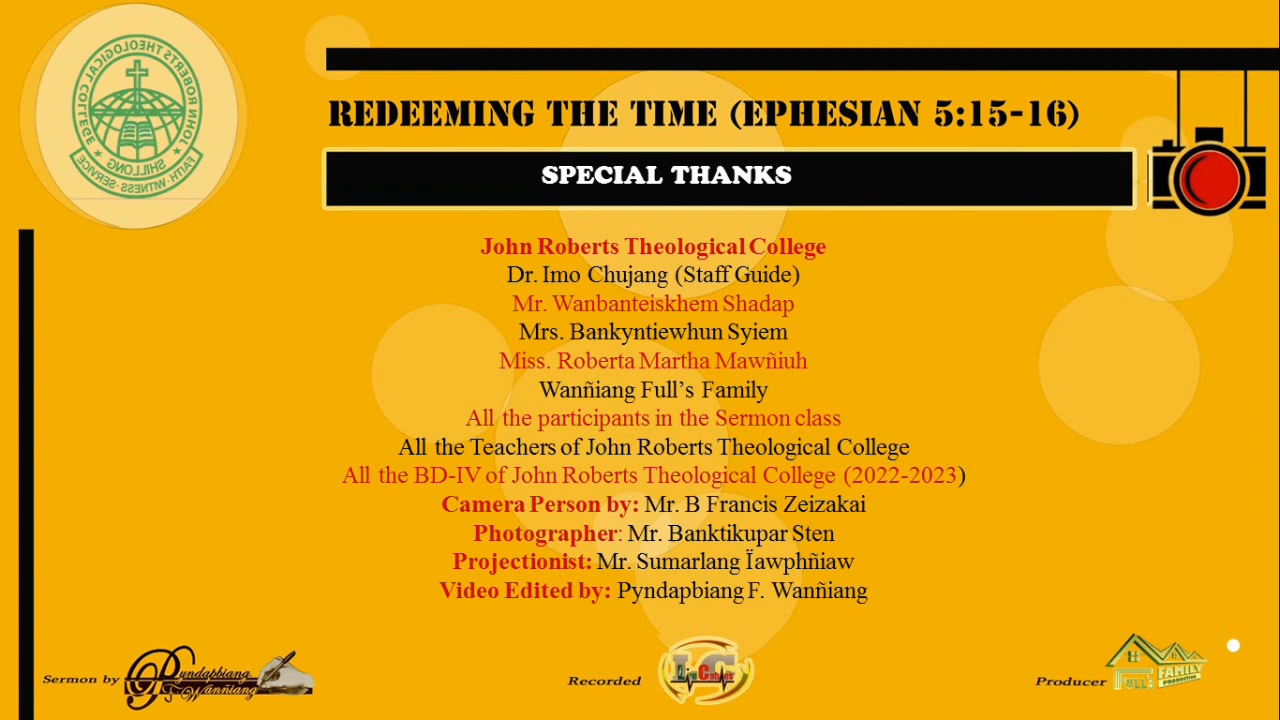 JOHN ROBERTS THEOLOGICAL COLLEGE
SHILLONG
FAITH·WITNESS·SERVICE
REDEEMING THE TIME (EPHESIAN 5:15-16)
SPECIAL THANKS
John Roberts Theological College
Dr. Imo Chujang (Staff Guide)
Mr. Wanbanteiskhem Shadap
Mrs. Bankyntiewhun Syiem
Miss. Roberta Martha Mawñiuh
Wanñiang Full’s Family
All the participants in the Sermon class
All the Teachers of John Roberts Theological College
All the BD-IV of John Roberts Theological College (2022-2023)
Camera Person by: Mr. B Francis Zeizakai
Photographer: Mr. Banktikupar Sten
Projectionist: Mr. Sumarlang Ïawphñiaw
Video Edited by: Pyndapbiang F. Wanñiang
Sermon by Pyndapbiang
F. Wanñiang
Recorded
Producer
FULL'S FAMILY
PRODUCTION